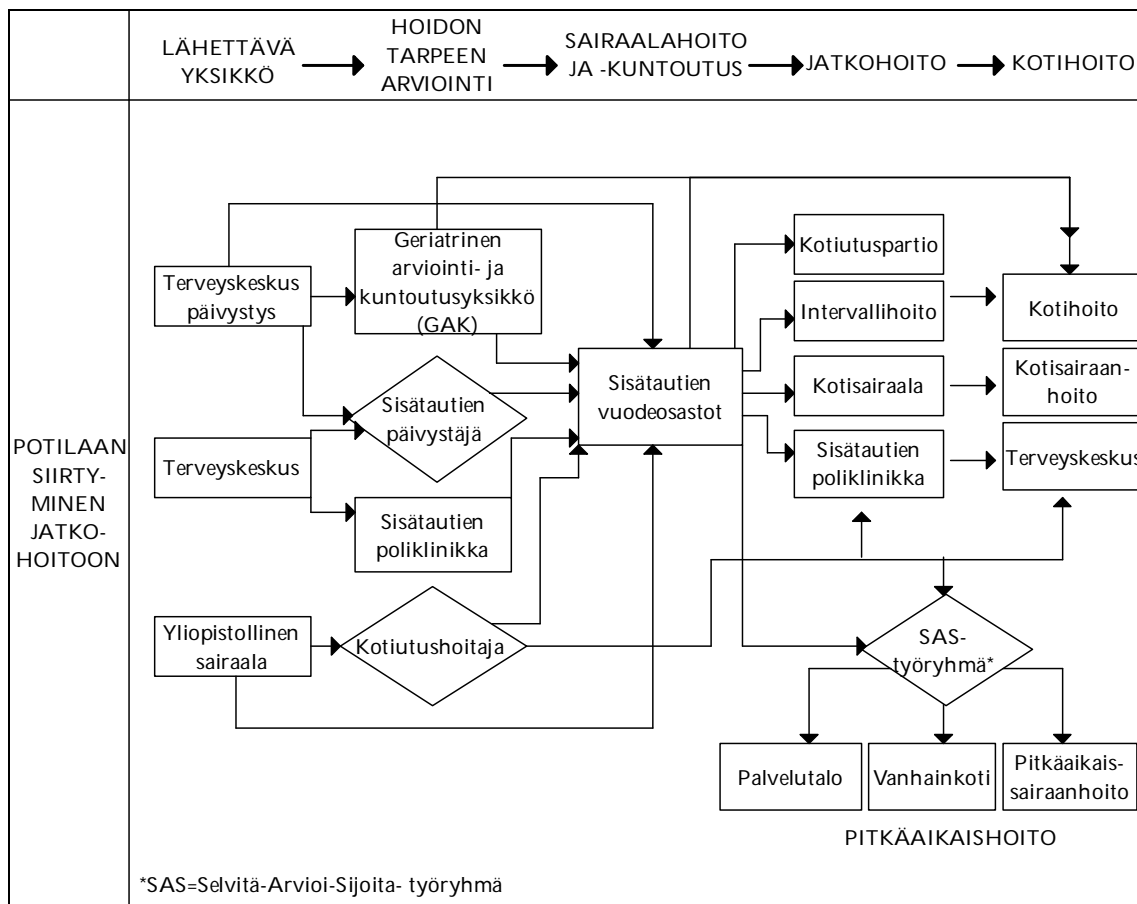 LÄHETTÄVÄ
YKSIKKÖ
HOIDON
TARPEEN
ARVIOINTI
SAIRAALAHOITO
JA -KUNTOUTUS
JATKOHOITO
KOTIHOITO
POTILAAN
SIIRTY-
MINEN
JATKO-
HOITOON
Terveyskeskus
päivystys
Terveyskeskus
Yliopistollinen
sairaala
Geriatrinen
arviointi- ja
kuntoutusyksikkö
(GAK)
Sisätautien
päivystäjä
Sisätautien
poliklinikka
Kotiutushoitaja
Sisätautien
vuodeosastot
Kotiutuspartio
Intervallihoito
Kotisairaala
Sisätautien
poliklinikka
Kotihoito
Kotisairaan-
hoito
Terveyskeskus
SAS-
työryhmä*
Palvelutalo
Vanhainkoti
Pitkäaikais-
sairaanhoito
PITKÄAIKAISHOITO
*SAS=Selvitä-Arvioi-Sijoita- työryhmä